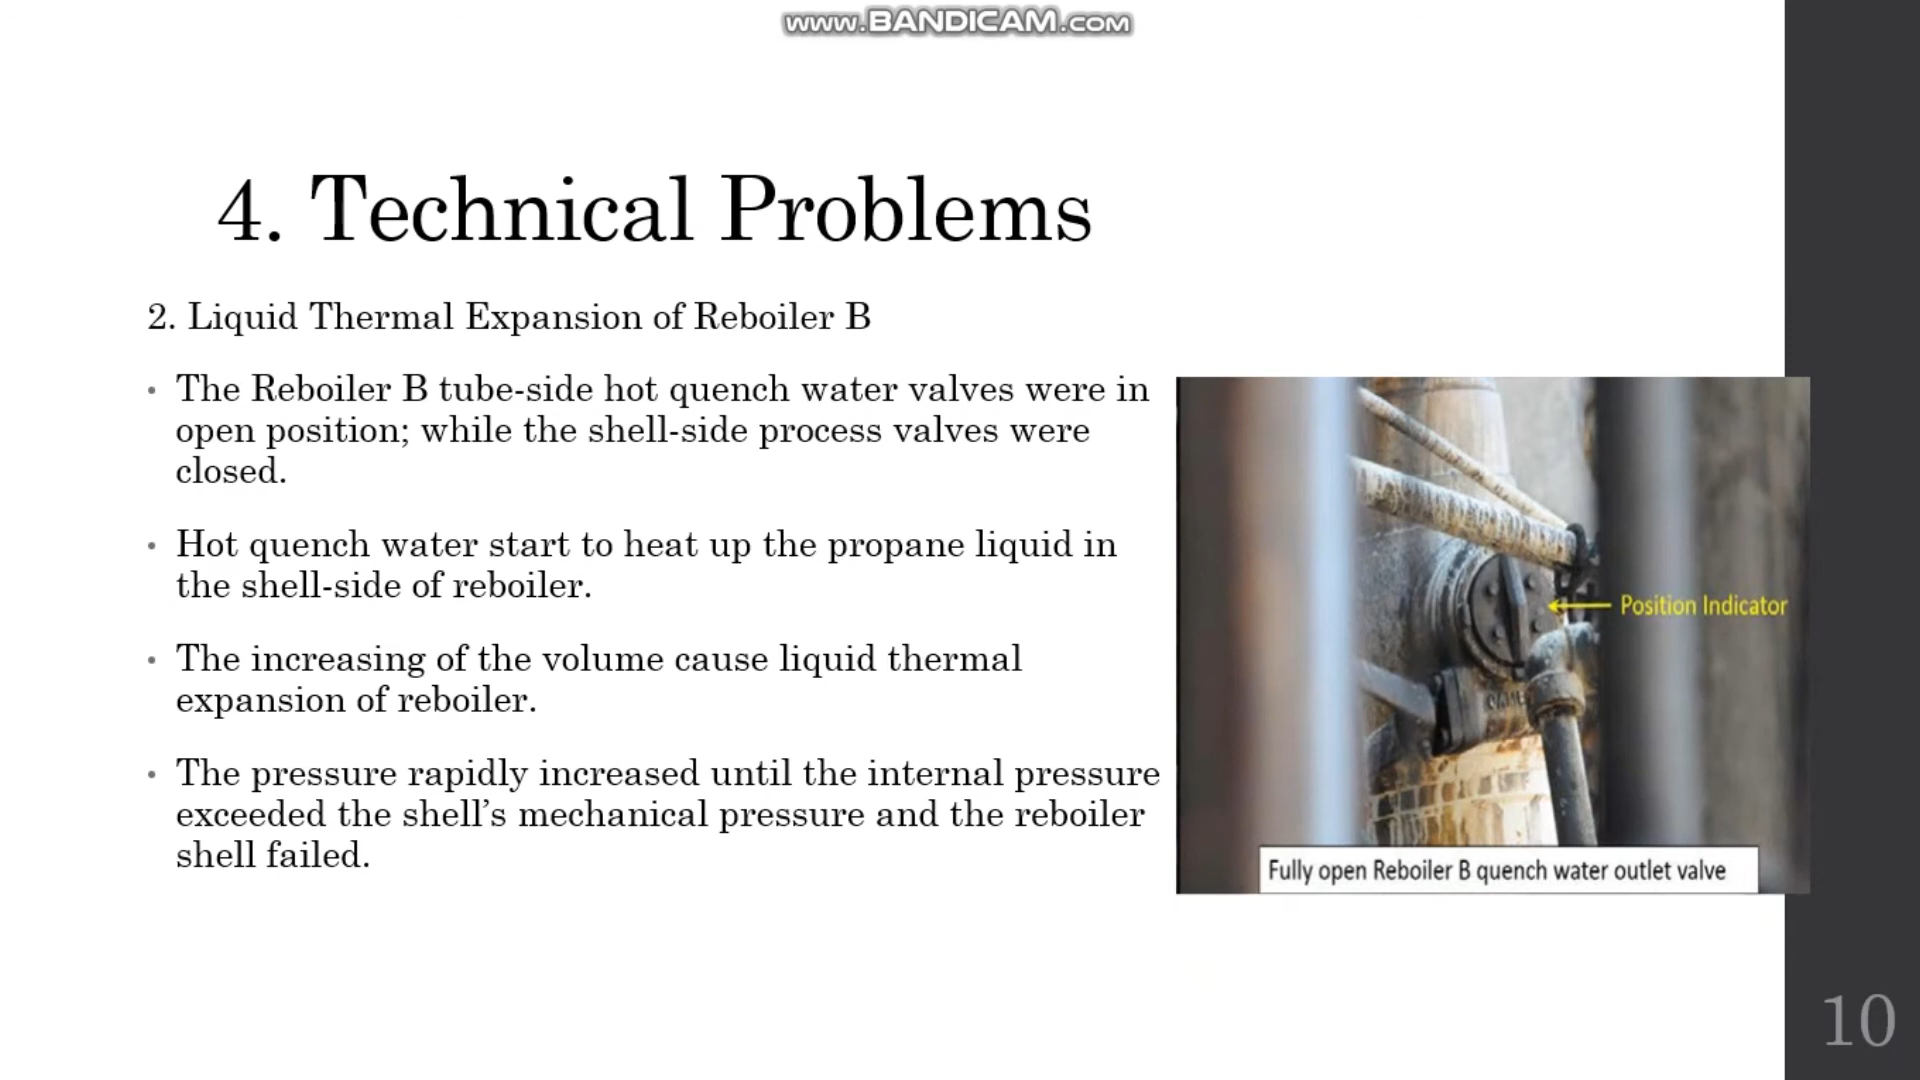 www.BANDICAM.COM
4. Technical Problems
2. Liquid Thermal Expansion of Reboiler B
• The Reboiler B tube-side hot quench water valves were in
open position; while the shell-side process valves were
closed.
• Hot quench water start to heat up the propane liquid in
the shell-side of reboiler.
• The increasing of the volume cause liquid thermal
expansion of reboiler.
• The pressure rapidly increased until the internal pressure
exceeded the shell’s mechanical pressure and the reboiler
shell failed.
Position Indicator
Fully open Reboiler B quench water outlet valve
10